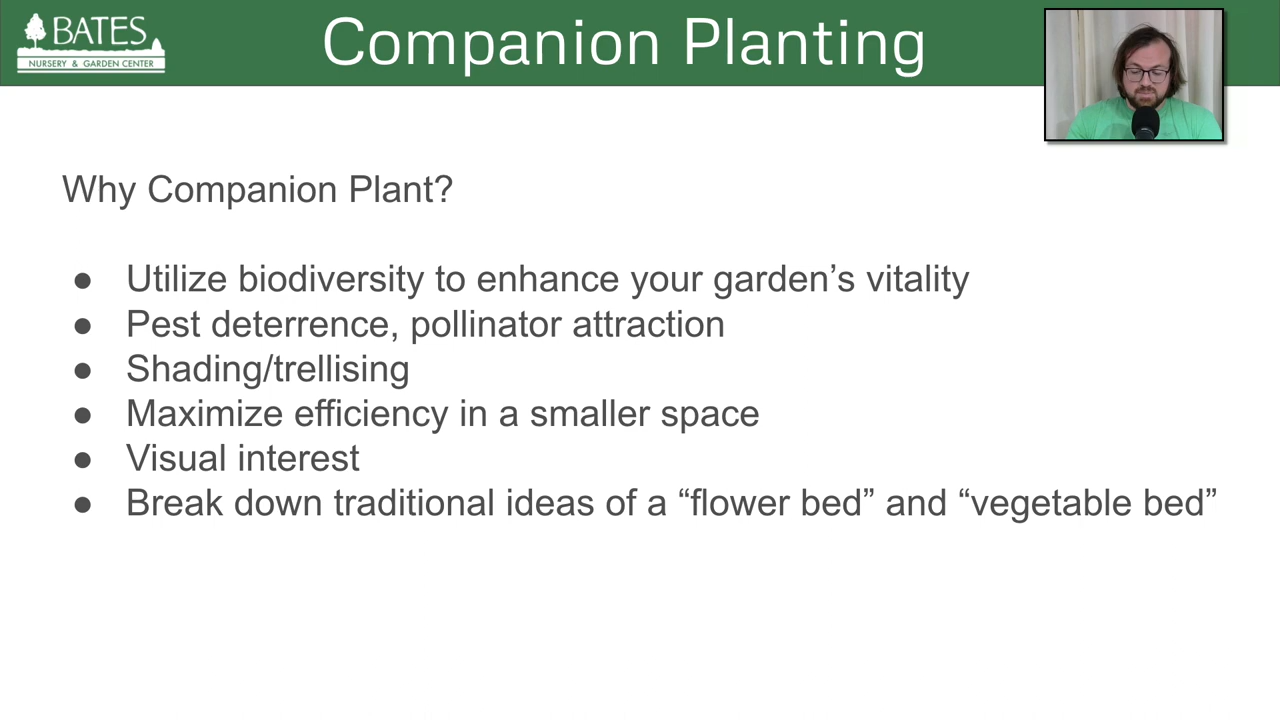 BATES
NURSERY & GARDEN CENTER
Companion Planting
Why Companion Plant?
● Utilize biodiversity to enhance your garden’s vitality
● Pest deterrence, pollinator attraction
● Shading/trellising
● Maximize efficiency in a smaller space
● Visual interest
● Break down traditional ideas of a “flower bed” and “vegetable bed”